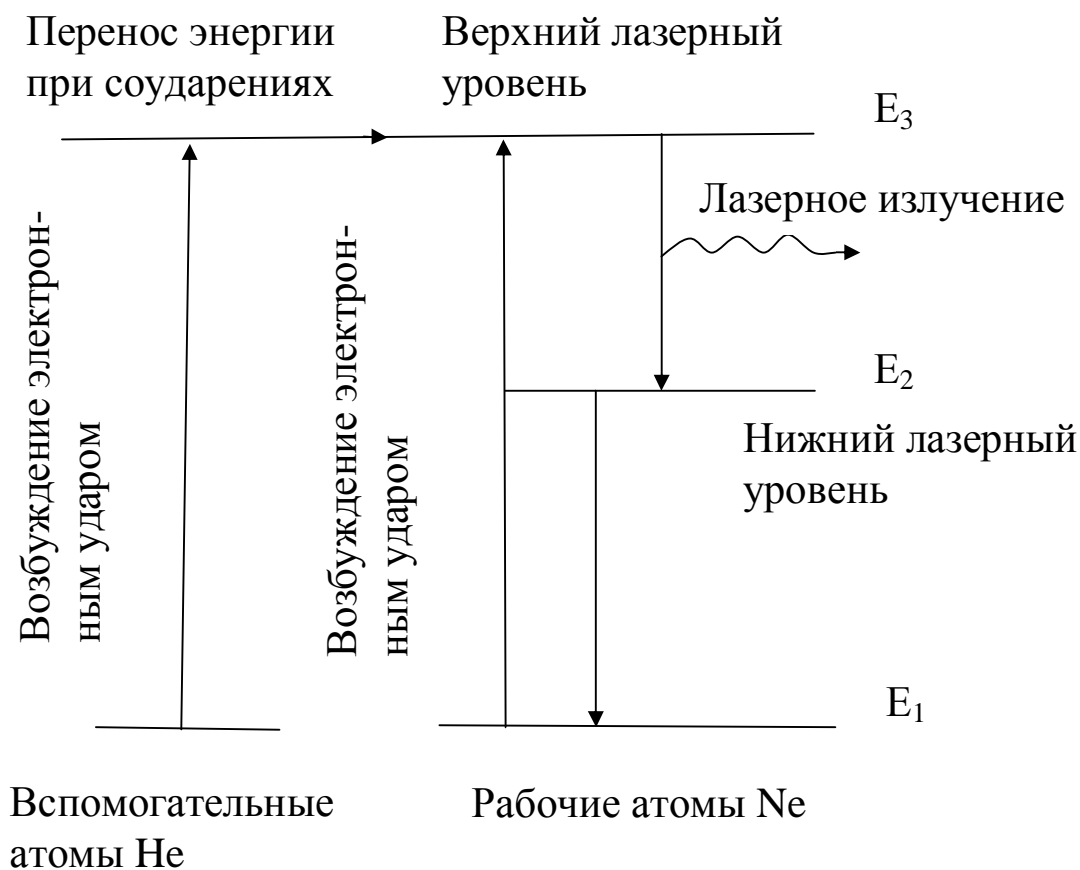 Перенос энергии
при соударениях
Верхний лазерный
уровень
E₃
Лазерное излучение
Возбуждение электрон-
ным ударом
Возбуждение электрон-
ным ударом
E₂
Нижний лазерный
уровень
E₁
Вспомогательные
атомы He
Рабочие атомы Ne